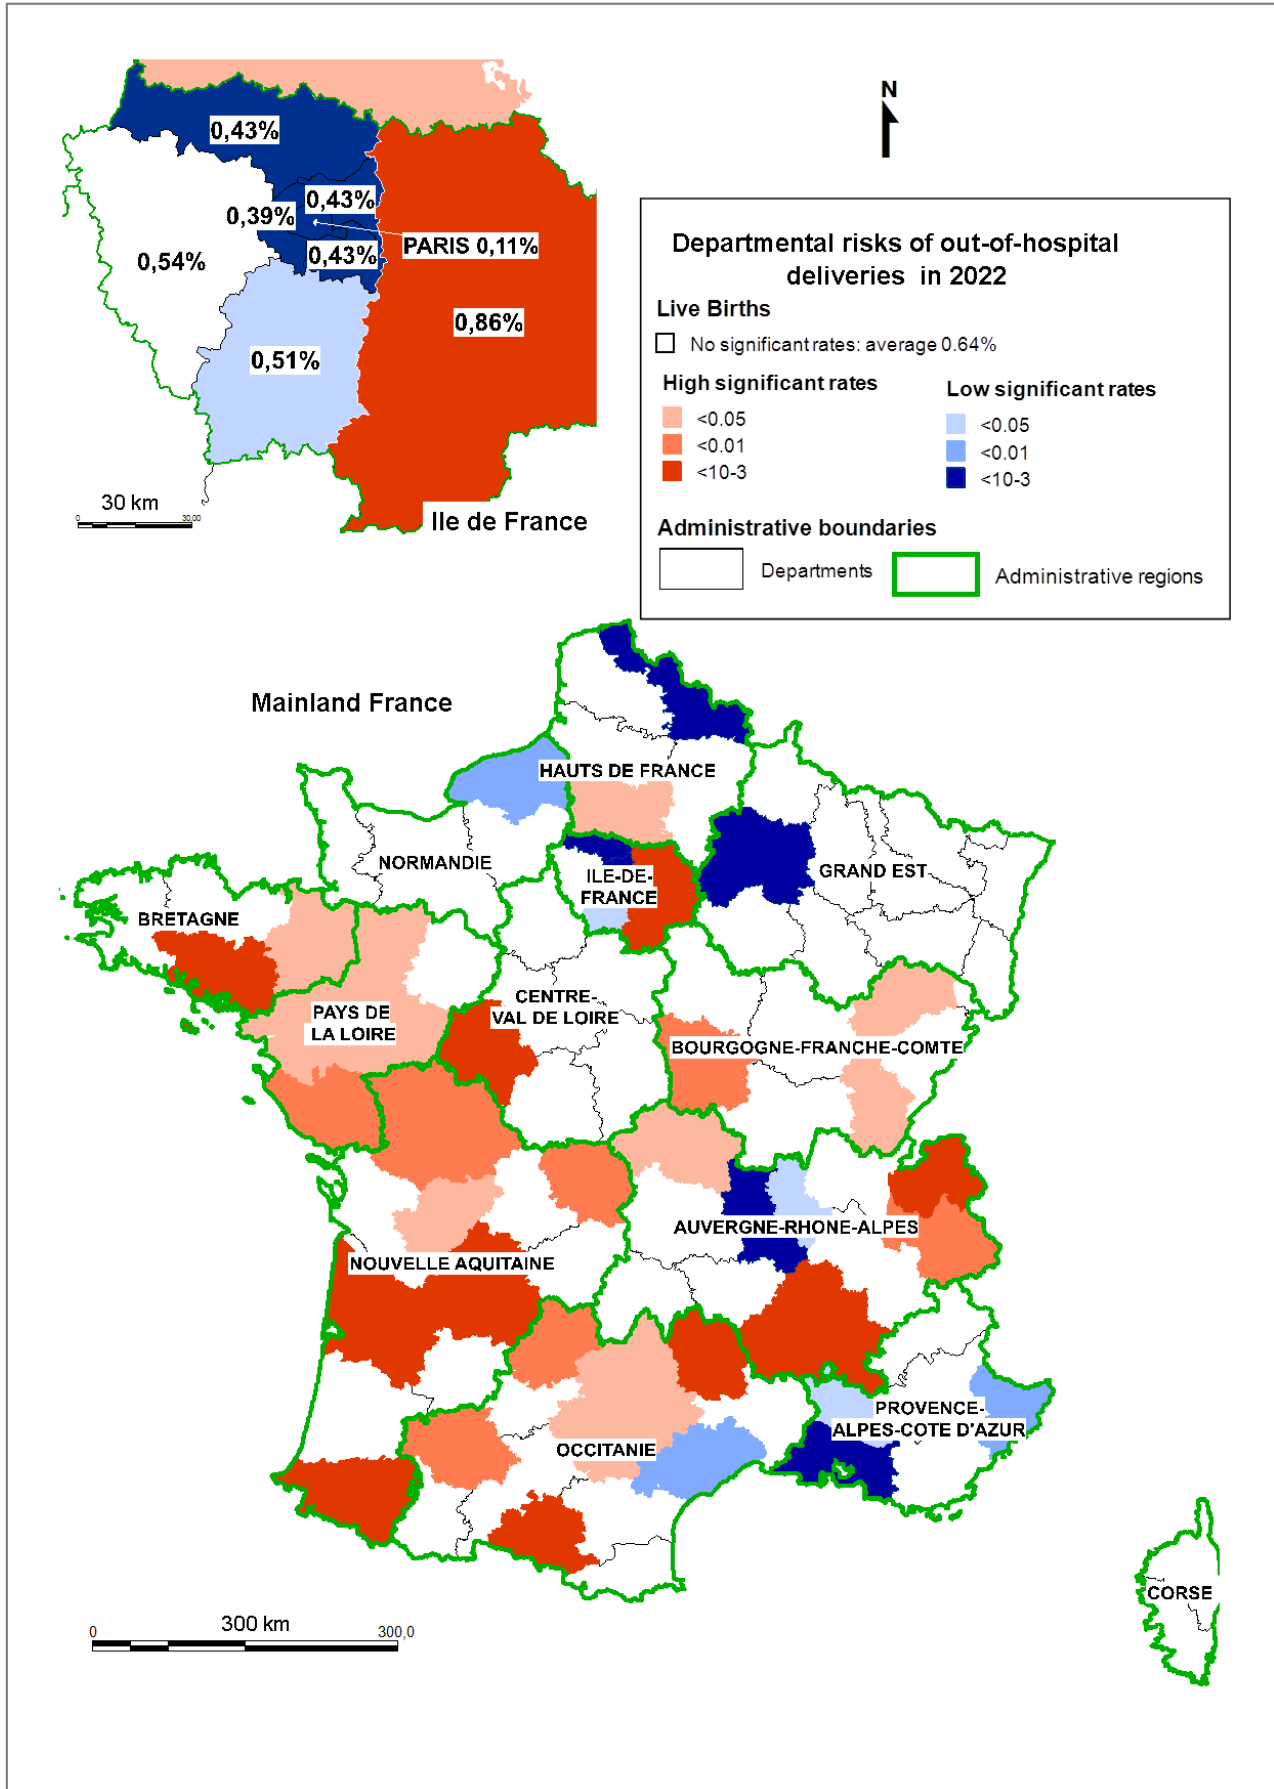 N
0,43%
0,43%
0,39%
PARIS 0,11%
0,43%
0,54%
0,86%
0,51%
30 km
0
30,00
Ile de France
Departmental risks of out-of-hospital
deliveries in 2022
Live Births
No significant rates: average 0.64%
High significant rates
<0.05
<0.01
<10-3
Low significant rates
<0.05
<0.01
<10-3
Administrative boundaries
Departments
Administrative regions
Mainland France
HAUTS DE FRANCE
NORMANDIE
ILE-DE-
FRANCE
GRAND EST
BRETAGNE
PAYS DE
LA LOIRE
CENTRE-
VAL DE LOIRE
BOURGOGNE-FRANCHE-COMTE
AUVERGNE-RHONE-ALPES
NOUVELLE AQUITAINE
PROVENCE-
ALPES-COTE D'AZUR
OCCITANIE
CORSE
300 km
0
300,0